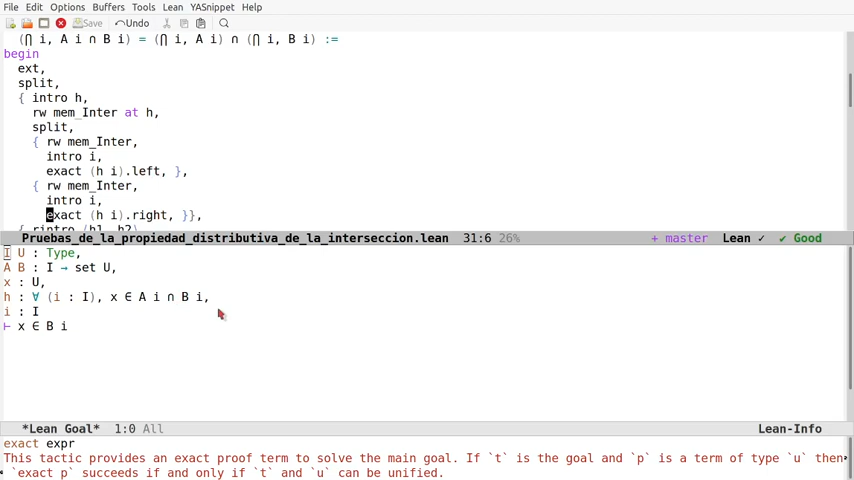 File Edit Options Buffers Tools Lean YASnippet Help
Save Undo
(⋂ i, A i ∩ B i) = (⋂ i, A i) ∩ (⋂ i, B i) :=
begin
ext,
split,
{ intro h,
rw mem_Inter at h,
split,
{ rw mem_Inter,
intro i,
exact (h i).left, },
{ rw mem_Inter,
intro i,
exact (h i).right, }},
{ rintro ⟨h1, h2⟩
Pruebas_de_la_propiedad_distributiva_de_la_interseccion.lean 31:6 26% + master Lean ✓ ✔ Good
I U : Type,
A B : I → set U,
x : U,
h : ∀ (i : I), x ∈ A i ∩ B i,
i : I
⊢ x ∈ B i
*Lean Goal* 1:0 All Lean-Info
exact expr
This tactic provides an exact proof term to solve the main goal. If `t` is the goal and `p` is a term of type `u` then
`exact p` succeeds if and only if `t` and `u` can be unified.